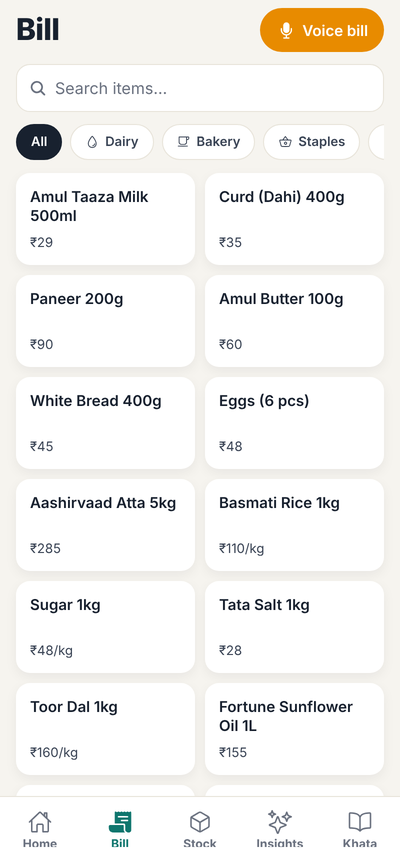 Bill
Voice bill
Search items...
All
Dairy
Bakery
Staples
Amul Taaza Milk
500ml
₹29
Curd (Dahi) 400g
₹35
Paneer 200g
₹90
Amul Butter 100g
₹60
White Bread 400g
₹45
Eggs (6 pcs)
₹48
Aashirvaad Atta 5kg
₹285
Basmati Rice 1kg
₹110/kg
Sugar 1kg
₹48/kg
Tata Salt 1kg
₹28
Toor Dal 1kg
₹160/kg
Fortune Sunflower
Oil 1L
₹155
Home
Bill
Stock
Insights
Khata